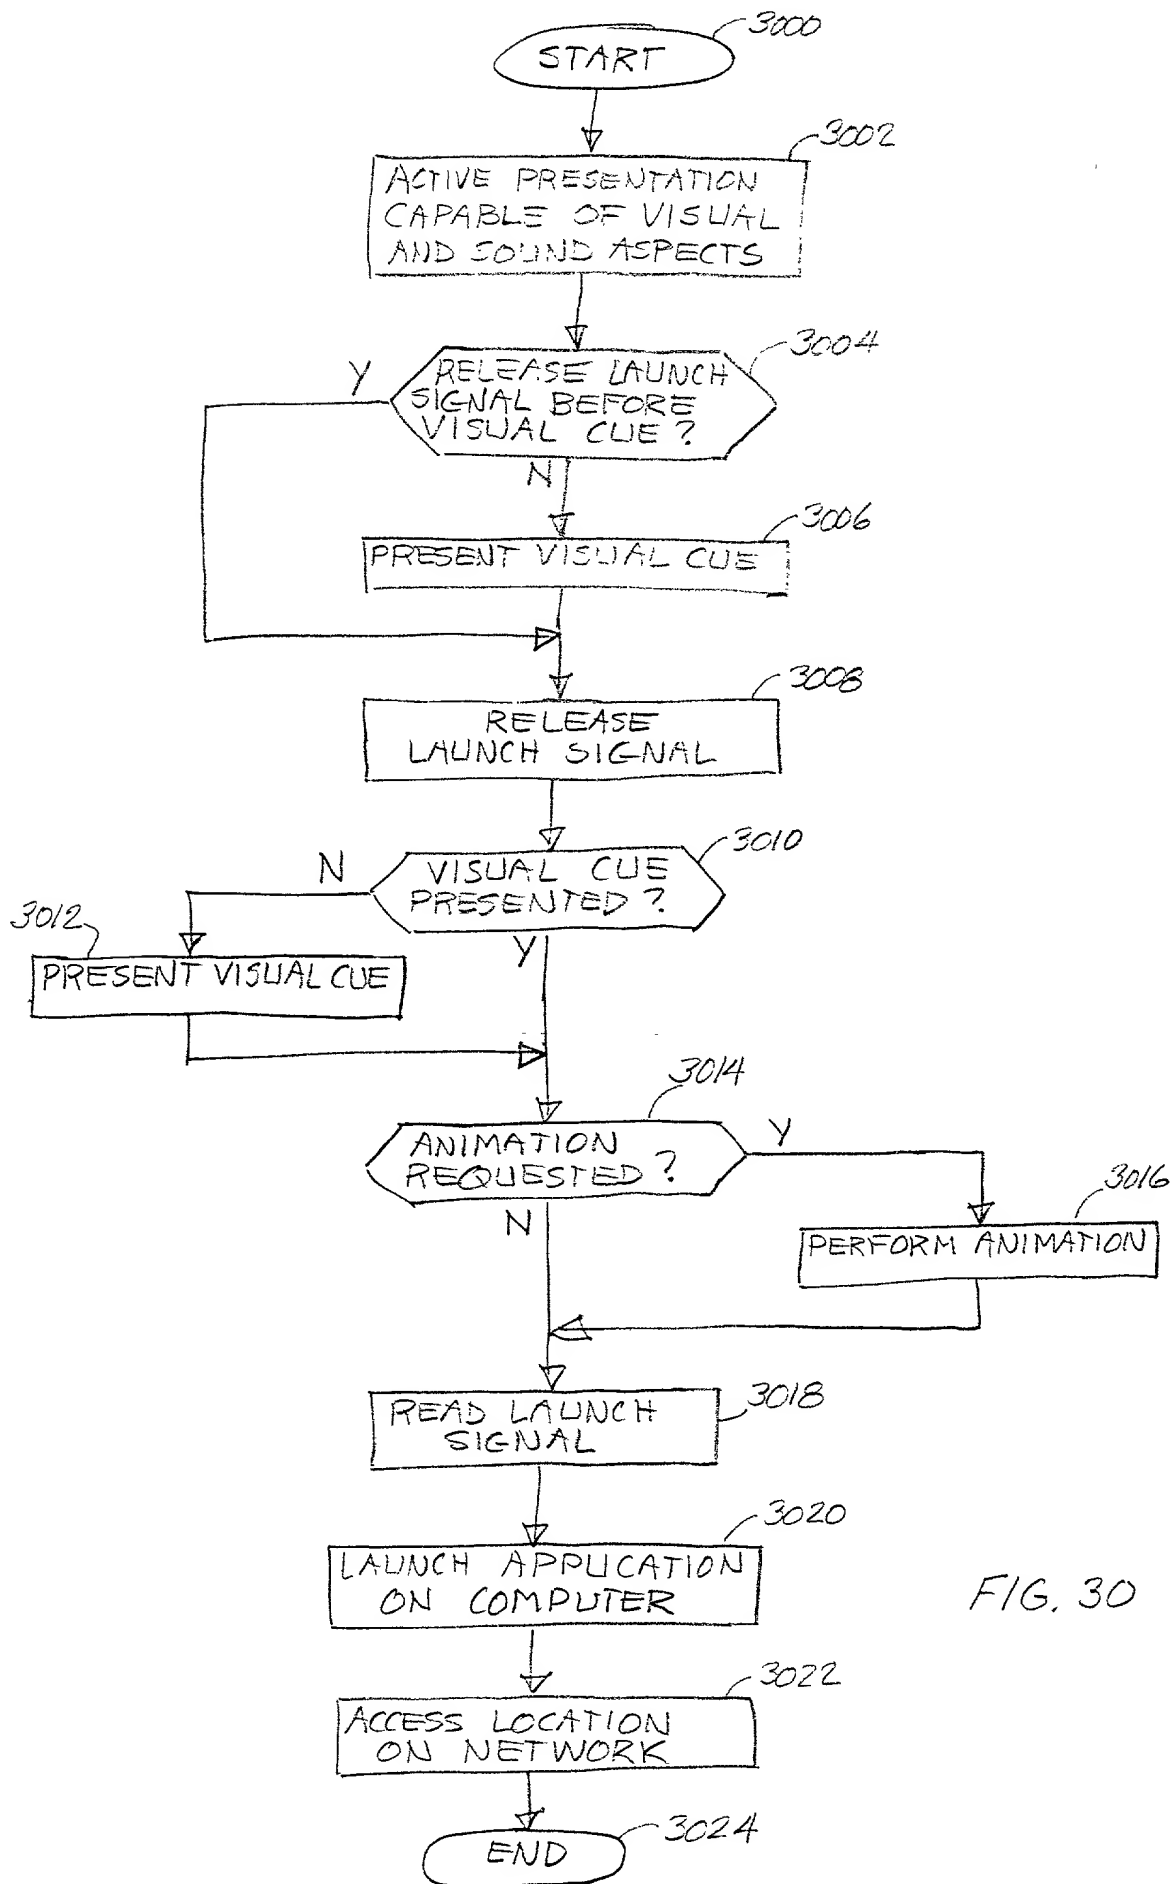 3000
START
3002
ACTIVE PRESENTATION
CAPABLE OF VISUAL
AND SOUND ASPECTS
3004
Y
RELEASE LAUNCH
SIGNAL BEFORE
VISUAL CUE?
N
3006
PRESENT VISUAL CUE
3008
RELEASE
LAUNCH SIGNAL
3010
N
VISUAL CUE
PRESENTED?
3012
Y
PRESENT VISUAL CUE
3014
ANIMATION
REQUESTED?
Y
3016
N
PERFORM ANIMATION
3018
READ LAUNCH
SIGNAL
3020
LAUNCH APPLICATION
ON COMPUTER
FIG. 30
3022
ACCESS LOCATION
ON NETWORK
3024
END